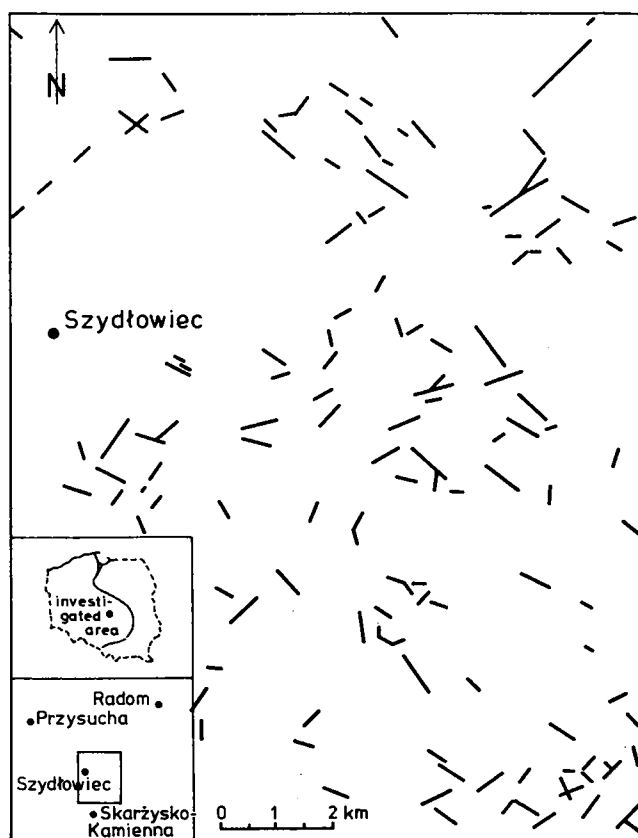 N
Szydłowiec
investi-
gated
area
Radom
Przysucha
Szydłowiec
Skarżysko-
Kamienna
0 1 2 km